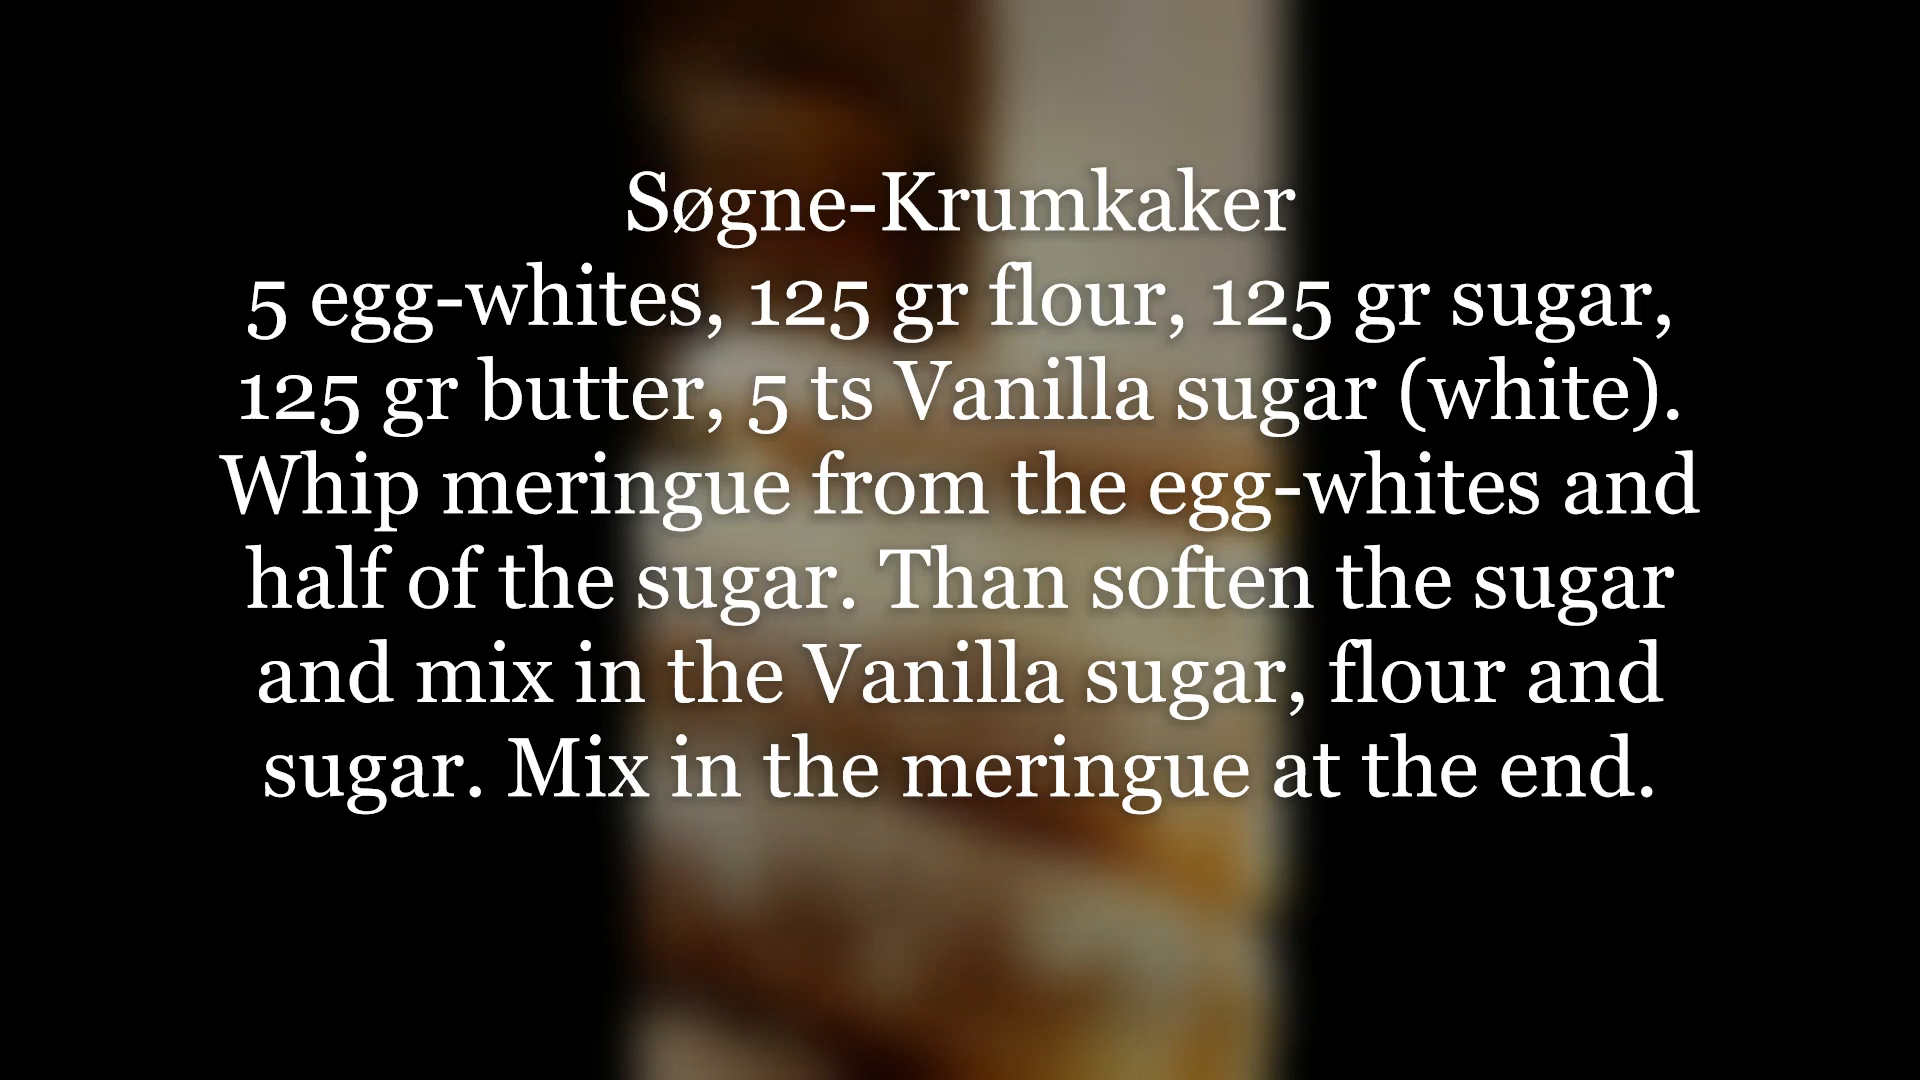 Søgne-Krumkaker
5 egg-whites, 125 gr flour, 125 gr sugar,
125 gr butter, 5 ts Vanilla sugar (white).
Whip meringue from the egg-whites and
half of the sugar. Than soften the sugar
and mix in the Vanilla sugar, flour and
sugar. Mix in the meringue at the end.